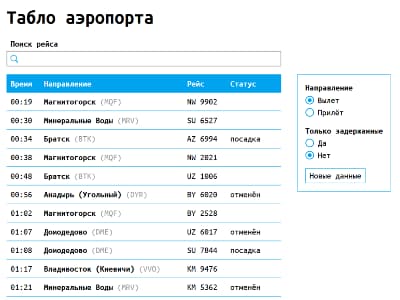 Табло аэропорта
Поиск рейса
Время Направление Рейс Статус
00:19 Магнитогорск (MQF) NW 9902
00:30 Минеральные Воды (MRV) SU 6527
00:34 Братск (BTK) AZ 6994 посадка
00:38 Магнитогорск (MQF) NW 2021
00:48 Братск (BTK) UZ 1806
00:56 Анадырь (Угольный) (DYR) BY 6020 отменён
01:02 Магнитогорск (MQF) BY 2528
01:07 Домодедово (DME) UZ 6017 отменён
01:08 Домодедово (DME) SU 7844 посадка
01:17 Владивосток (Кневичи) (VVO) KM 9476
01:21 Минеральные Воды (MRV) KM 5362 отменён
Направление
Вылет
Прилёт
Только задержанные
Да
Нет
Новые данные